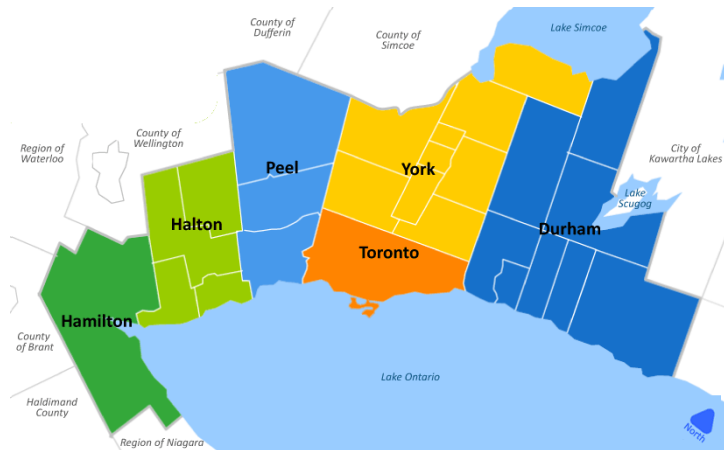 County of
Dufferin
County of
Simcoe
Lake Simcoe
Region of
Waterloo
County of
Wellington
Peel
York
City of
Kawartha Lakes
Lake
Scugog
Halton
Toronto
Durham
Hamilton
County
of Brant
Lake Ontario
Haldimand
County
Region of Niagara
North